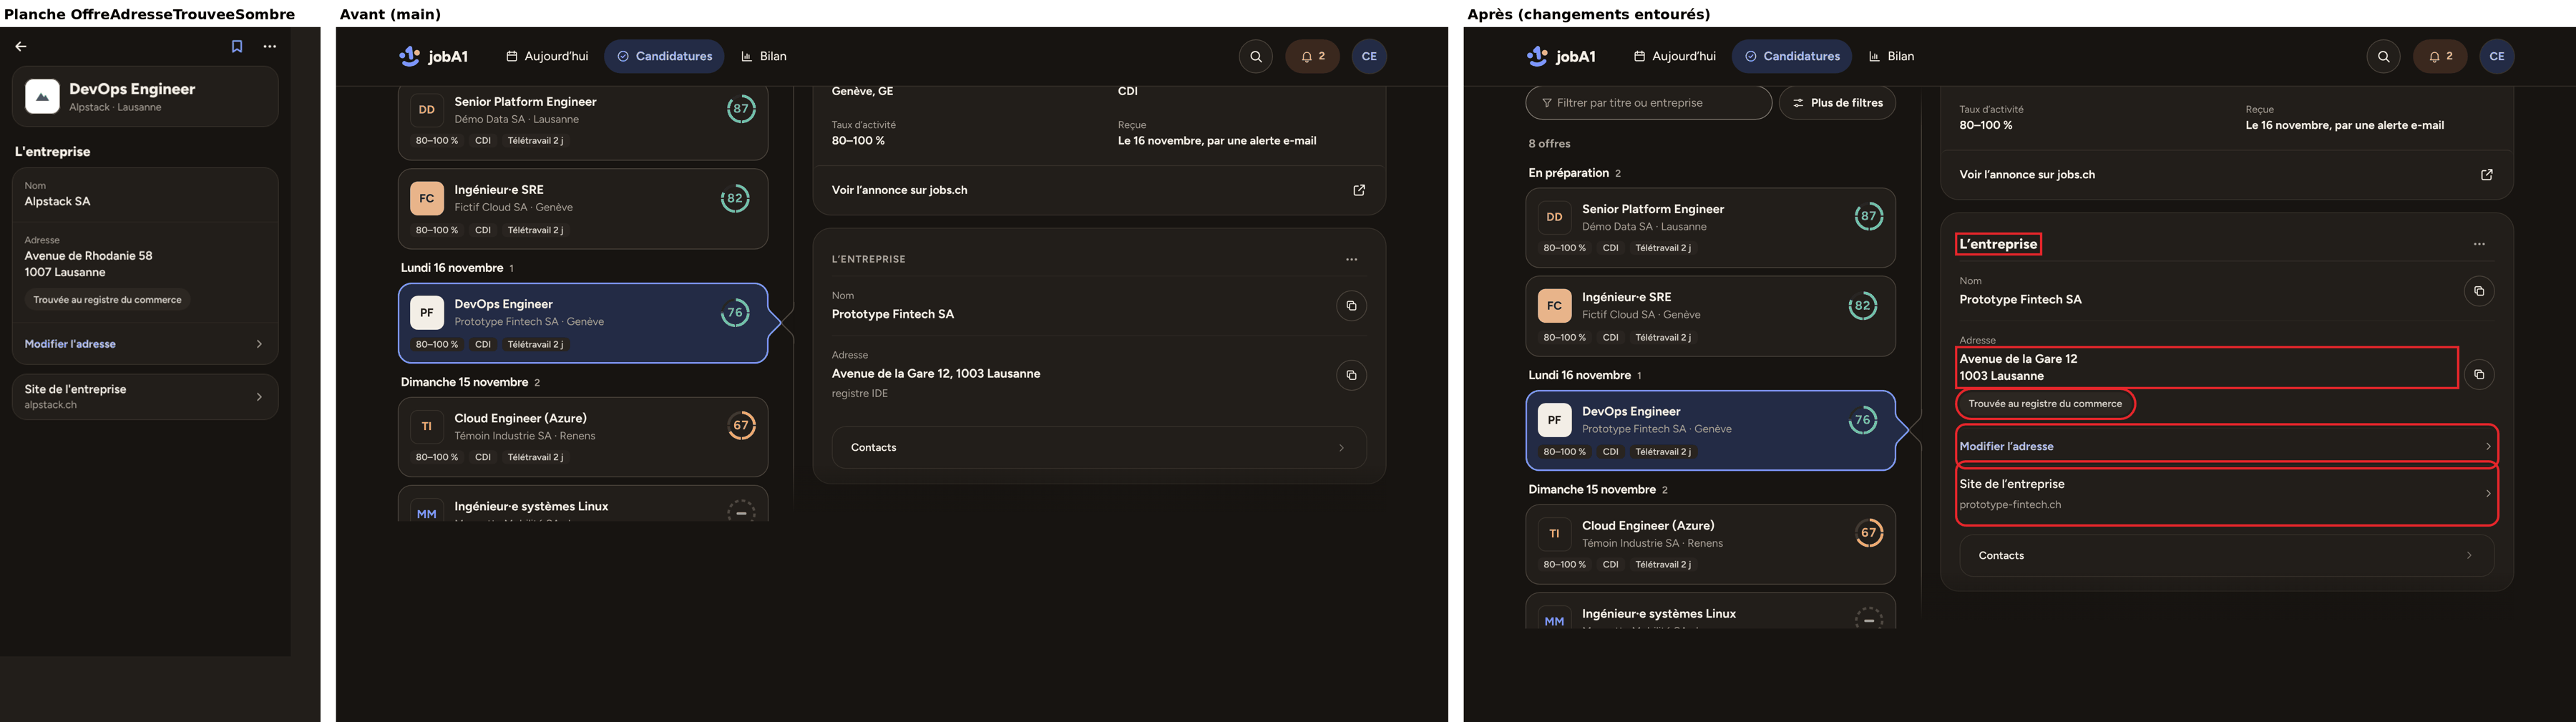 Planche OffreAdresseTrouveeSombre
DevOps Engineer
Alpstack · Lausanne
L'entreprise
Nom
Alpstack SA
Adresse
Avenue de Rhodanie 58
1007 Lausanne
Trouvée au registre du commerce
Modifier l'adresse
Site de l'entreprise
alpstack.ch
Avant (main)
jobA1
Aujourd’hui
Candidatures
Bilan
2
CE
DD
Senior Platform Engineer
Démo Data SA · Lausanne
87
80–100 %
CDI
Télétravail 2 j
FC
Ingénieur·e SRE
Fictif Cloud SA · Genève
82
80–100 %
CDI
Télétravail 2 j
Lundi 16 novembre 1
PF
DevOps Engineer
Prototype Fintech SA · Genève
76
80–100 %
CDI
Télétravail 2 j
Dimanche 15 novembre 2
TI
Cloud Engineer (Azure)
Témoin Industrie SA · Renens
67
80–100 %
CDI
Télétravail 2 j
MM
Ingénieur·e systèmes Linux
Genève, GE
CDI
Taux d’activité
80–100 %
Reçue
Le 16 novembre, par une alerte e-mail
Voir l’annonce sur jobs.ch
L’ENTREPRISE
Nom
Prototype Fintech SA
Adresse
Avenue de la Gare 12, 1003 Lausanne
registre IDE
Contacts
Après (changements entourés)
jobA1
Aujourd’hui
Candidatures
Bilan
2
CE
Filtrer par titre ou entreprise
Plus de filtres
8 offres
En préparation 2
DD
Senior Platform Engineer
Démo Data SA · Lausanne
87
80–100 %
CDI
Télétravail 2 j
FC
Ingénieur·e SRE
Fictif Cloud SA · Genève
82
80–100 %
CDI
Télétravail 2 j
Lundi 16 novembre 1
PF
DevOps Engineer
Prototype Fintech SA · Genève
76
80–100 %
CDI
Télétravail 2 j
Dimanche 15 novembre 2
TI
Cloud Engineer (Azure)
Témoin Industrie SA · Renens
67
80–100 %
CDI
Télétravail 2 j
MM
Ingénieur·e systèmes Linux
Taux d’activité
80–100 %
Reçue
Le 16 novembre, par une alerte e-mail
Voir l’annonce sur jobs.ch
L’entreprise
Nom
Prototype Fintech SA
Adresse
Avenue de la Gare 12
1003 Lausanne
Trouvée au registre du commerce
Modifier l’adresse
Site de l’entreprise
prototype-fintech.ch
Contacts